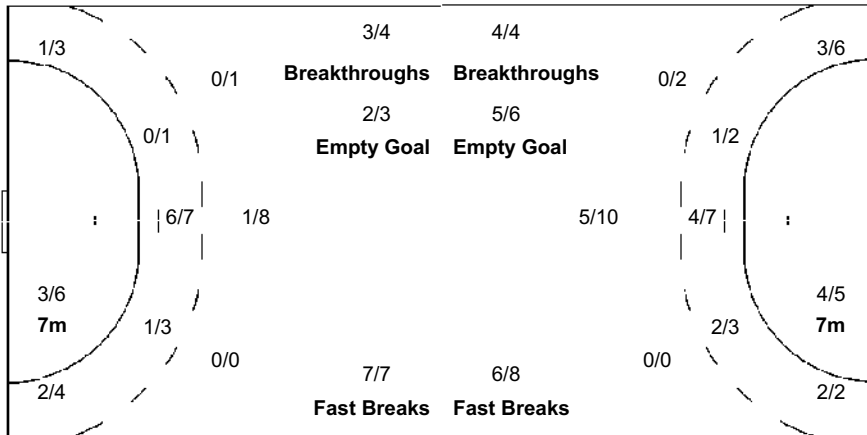 3/4 4/4
1/3 3/6
Breakthroughs Breakthroughs
0/1 0/2
2/3 5/6
0/1 1/2
Empty Goal Empty Goal
6/7 1/8 5/10 4/7
3/6 4/5
7m 7m
1/3 2/3
0/0 0/0
7/7 6/8
2/4 2/2
Fast Breaks Fast Breaks